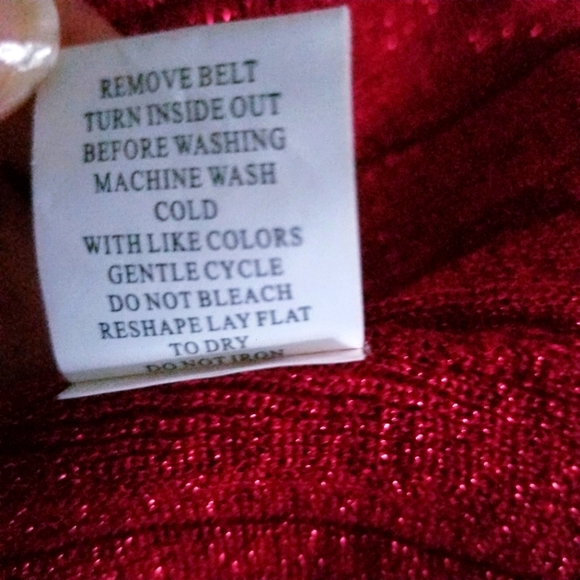 REMOVE BELT
TURN INSIDE OUT
BEFORE WASHING
MACHINE WASH
COLD
WITH LIKE COLORS
GENTLE CYCLE
DO NOT BLEACH
RESHAPE LAY FLAT
TO DRY
DO NOT IRON